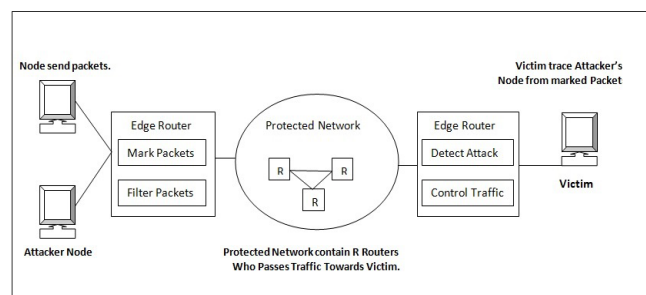 Node send packets.
Victim trace Attacker's
Node from marked Packet
Edge Router
Mark Packets
Filter Packets
Protected Network
R
R
R
Edge Router
Detect Attack
Control Traffic
Victim
Attacker Node
Protected Network contain R Routers
Who Passes Traffic Towards Victim.